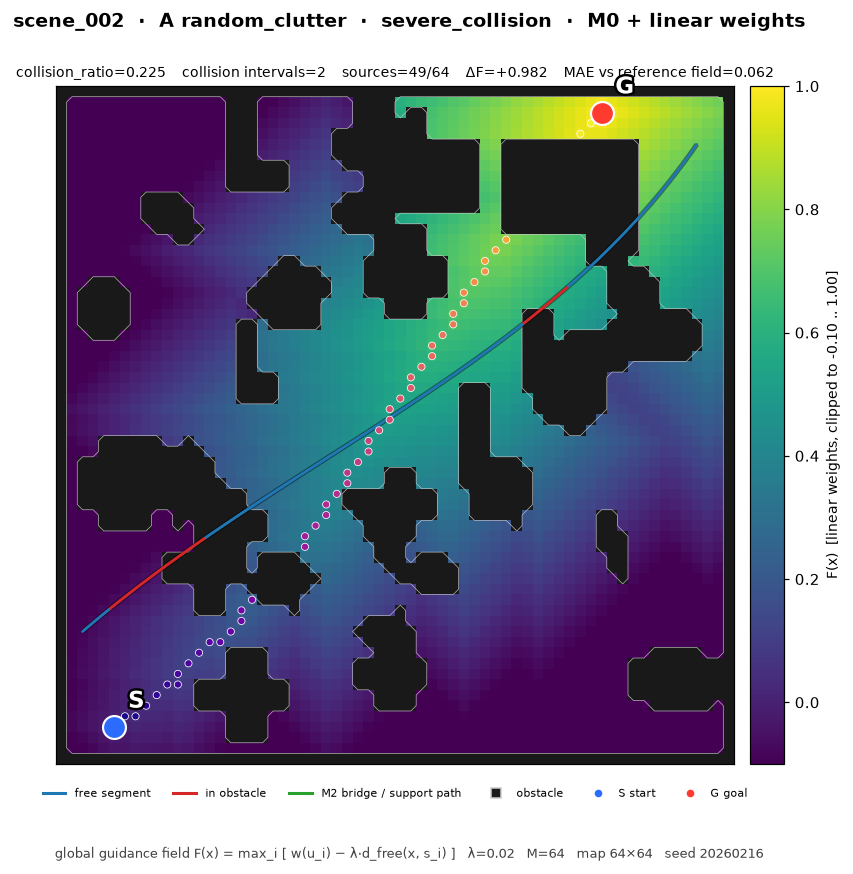 scene_002 · A random_clutter · severe_collision · M0 + linear weights
collision_ratio=0.225 collision intervals=2 sources=49/64 ΔF=+0.982 MAE vs reference field=0.062
G
S
1.0
0.8
0.6
0.4
0.2
0.0
F(x) [linear weights, clipped to -0.10 .. 1.00]
free segment in obstacle M2 bridge / support path obstacle S start G goal
global guidance field F(x) = max_i [ w(u_i) − λ·d_free(x, s_i) ] λ=0.02 M=64 map 64×64 seed 20260216